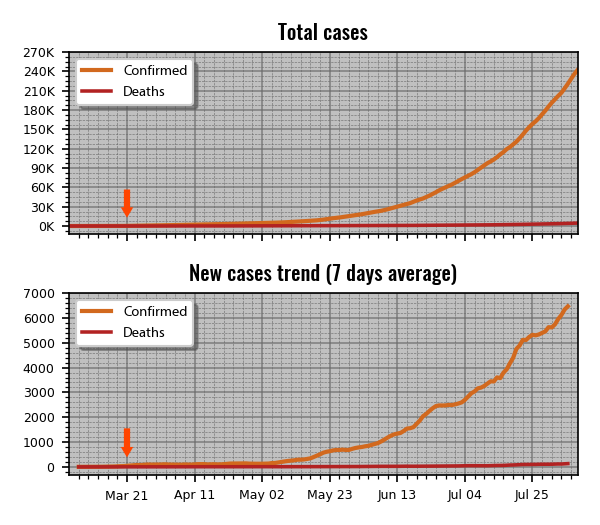 Total cases
270K
240K
210K
180K
150K
120K
90K
60K
30K
0K
Confirmed
Deaths
New cases trend (7 days average)
7000
6000
5000
4000
3000
2000
1000
0
Confirmed
Deaths
Mar 21 Apr 11 May 02 May 23 Jun 13 Jul 04 Jul 25